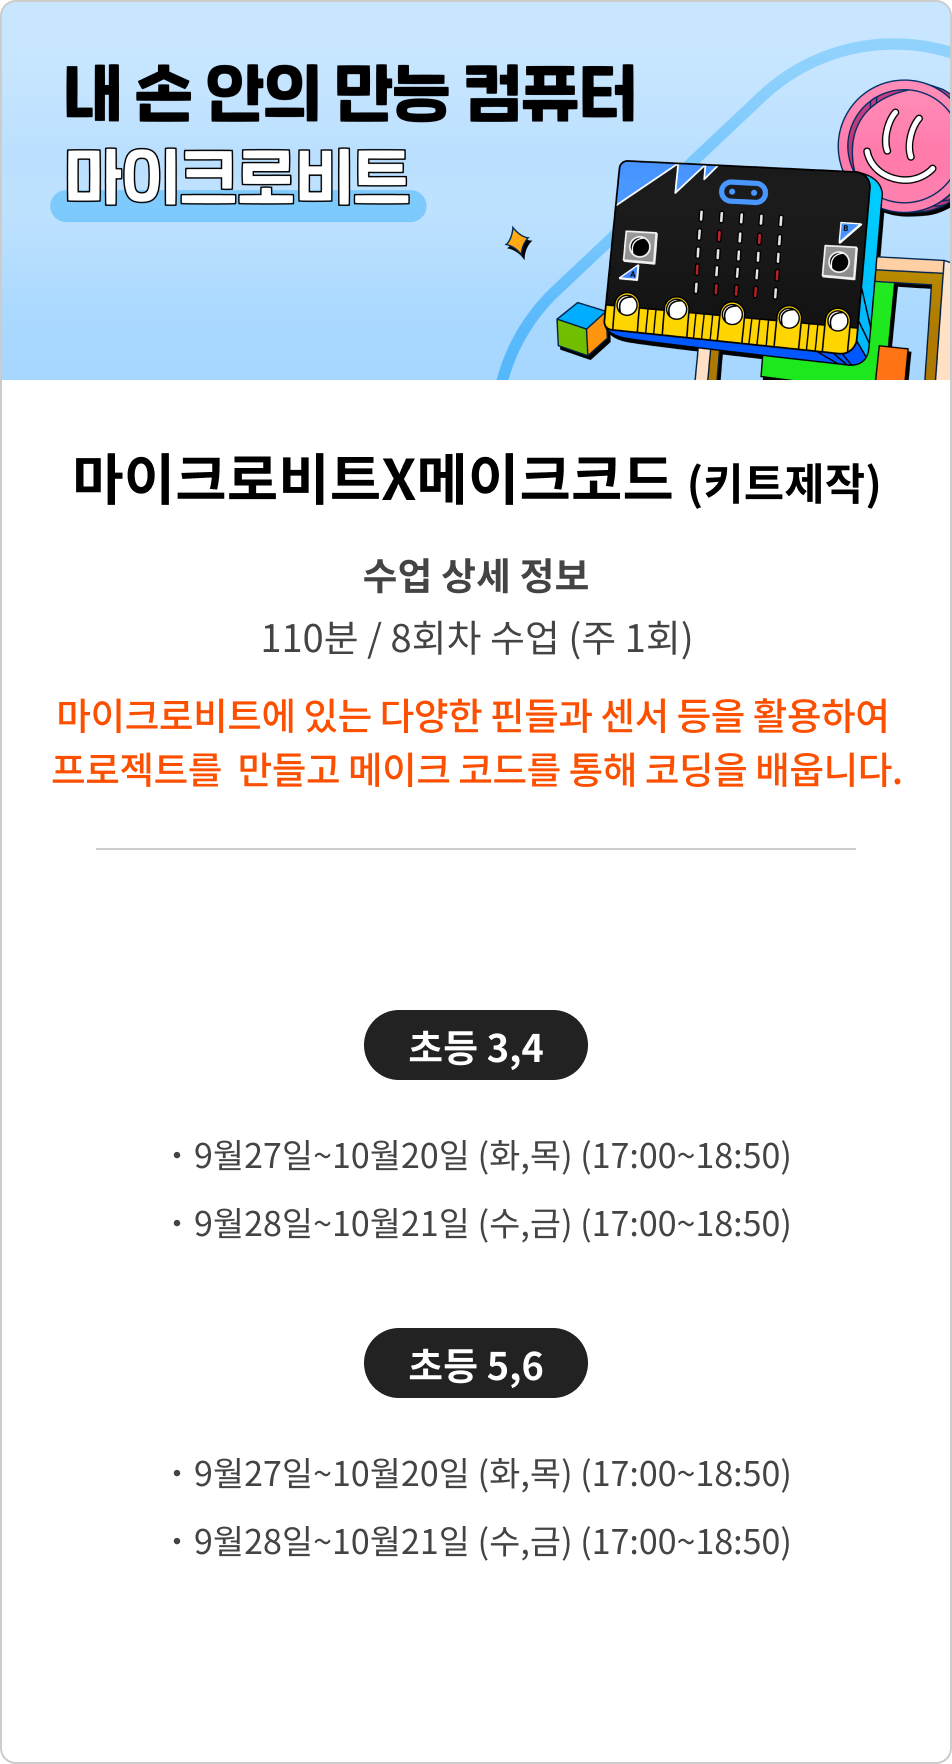 내 손 안의 만능 컴퓨터
마이크로비트
A
B
마이크로비트X메이크코드 (키트제작)
수업 상세 정보
110분 / 8회차 수업 (주 1회)
마이크로비트에 있는 다양한 핀들과 센서 등을 활용하여
프로젝트를 만들고 메이크 코드를 통해 코딩을 배웁니다.
초등 3,4
· 9월27일~10월20일 (화,목) (17:00~18:50)
· 9월28일~10월21일 (수,금) (17:00~18:50)
초등 5,6
· 9월27일~10월20일 (화,목) (17:00~18:50)
· 9월28일~10월21일 (수,금) (17:00~18:50)